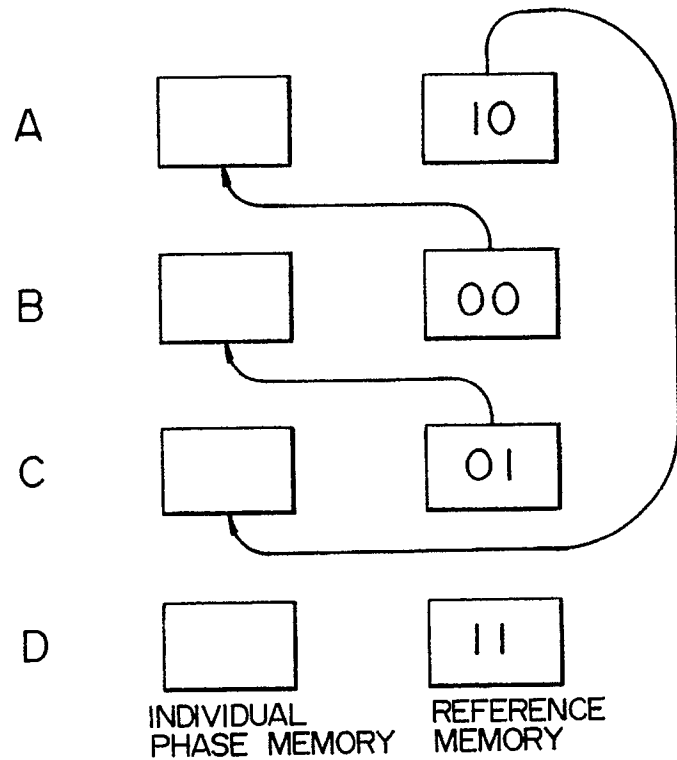 A 10
B 00
C 01
D 11
INDIVIDUAL PHASE MEMORY
REFERENCE MEMORY